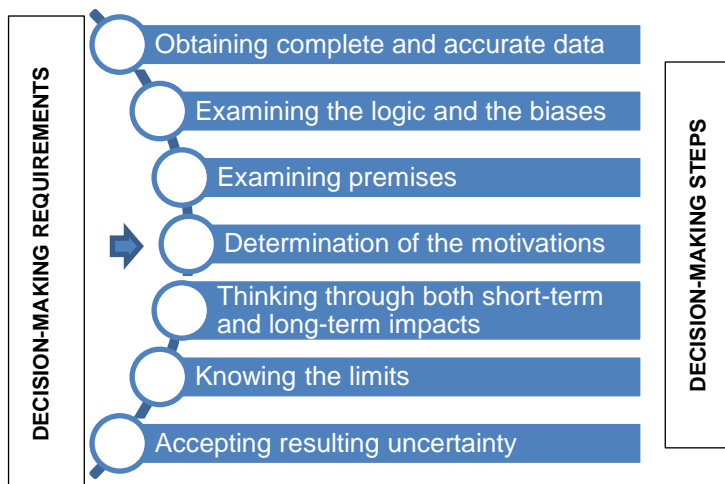 DECISION-MAKING REQUIREMENTS
Obtaining complete and accurate data
Examining the logic and the biases
Examining premises
Determination of the motivations
Thinking through both short-term
and long-term impacts
Knowing the limits
Accepting resulting uncertainty
DECISION-MAKING STEPS